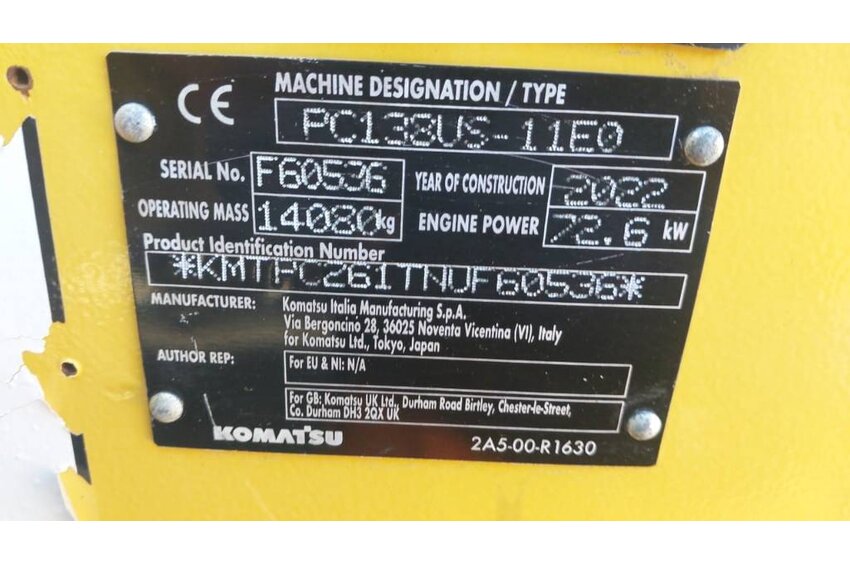 CE
MACHINE DESIGNATION / TYPE
PC138US-11E0
SERIAL No. F60536 YEAR OF CONSTRUCTION 2022
OPERATING MASS 14080kg ENGINE POWER 72.6 kW
Product Identification Number
*KMTPC261TNUF60536*
MANUFACTURER: Komatsu Italia Manufacturing S.p.A.
Via Bergoncino 28, 36025 Noventa Vicentina (VI), Italy
for Komatsu Ltd., Tokyo, Japan
AUTHOR REP: For EU & NI: N/A
For GB: Komatsu UK Ltd., Durham Road Birtley, Chester-le-Street,
Co. Durham DH3 2QX UK
KOMATSU 2A5-00-R1630